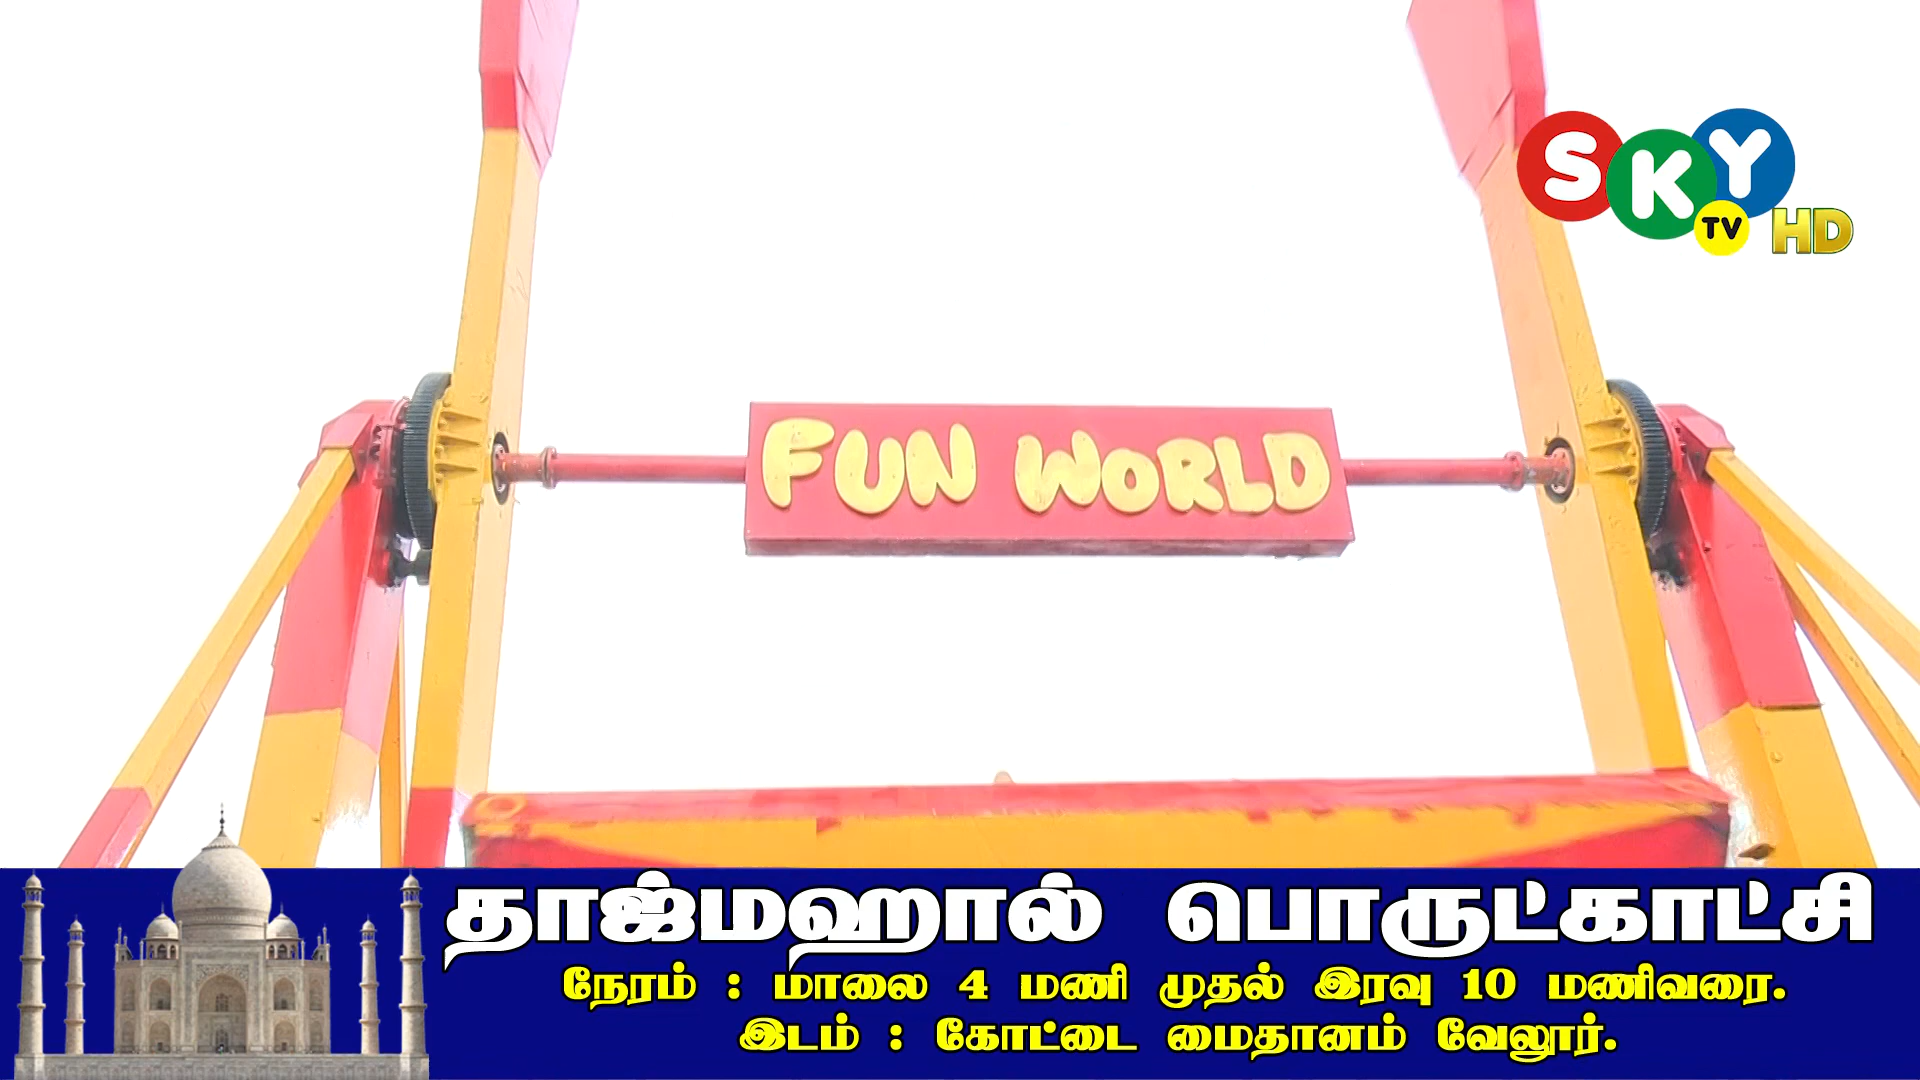 SKY
TV HD
FUN WORLD
தாஜ்மஹால் பொருட்காட்சி
நேரம் : மாலை 4 மணி முதல் இரவு 10 மணிவரை.
இடம் : கோட்டை மைதானம் வேலூர்.